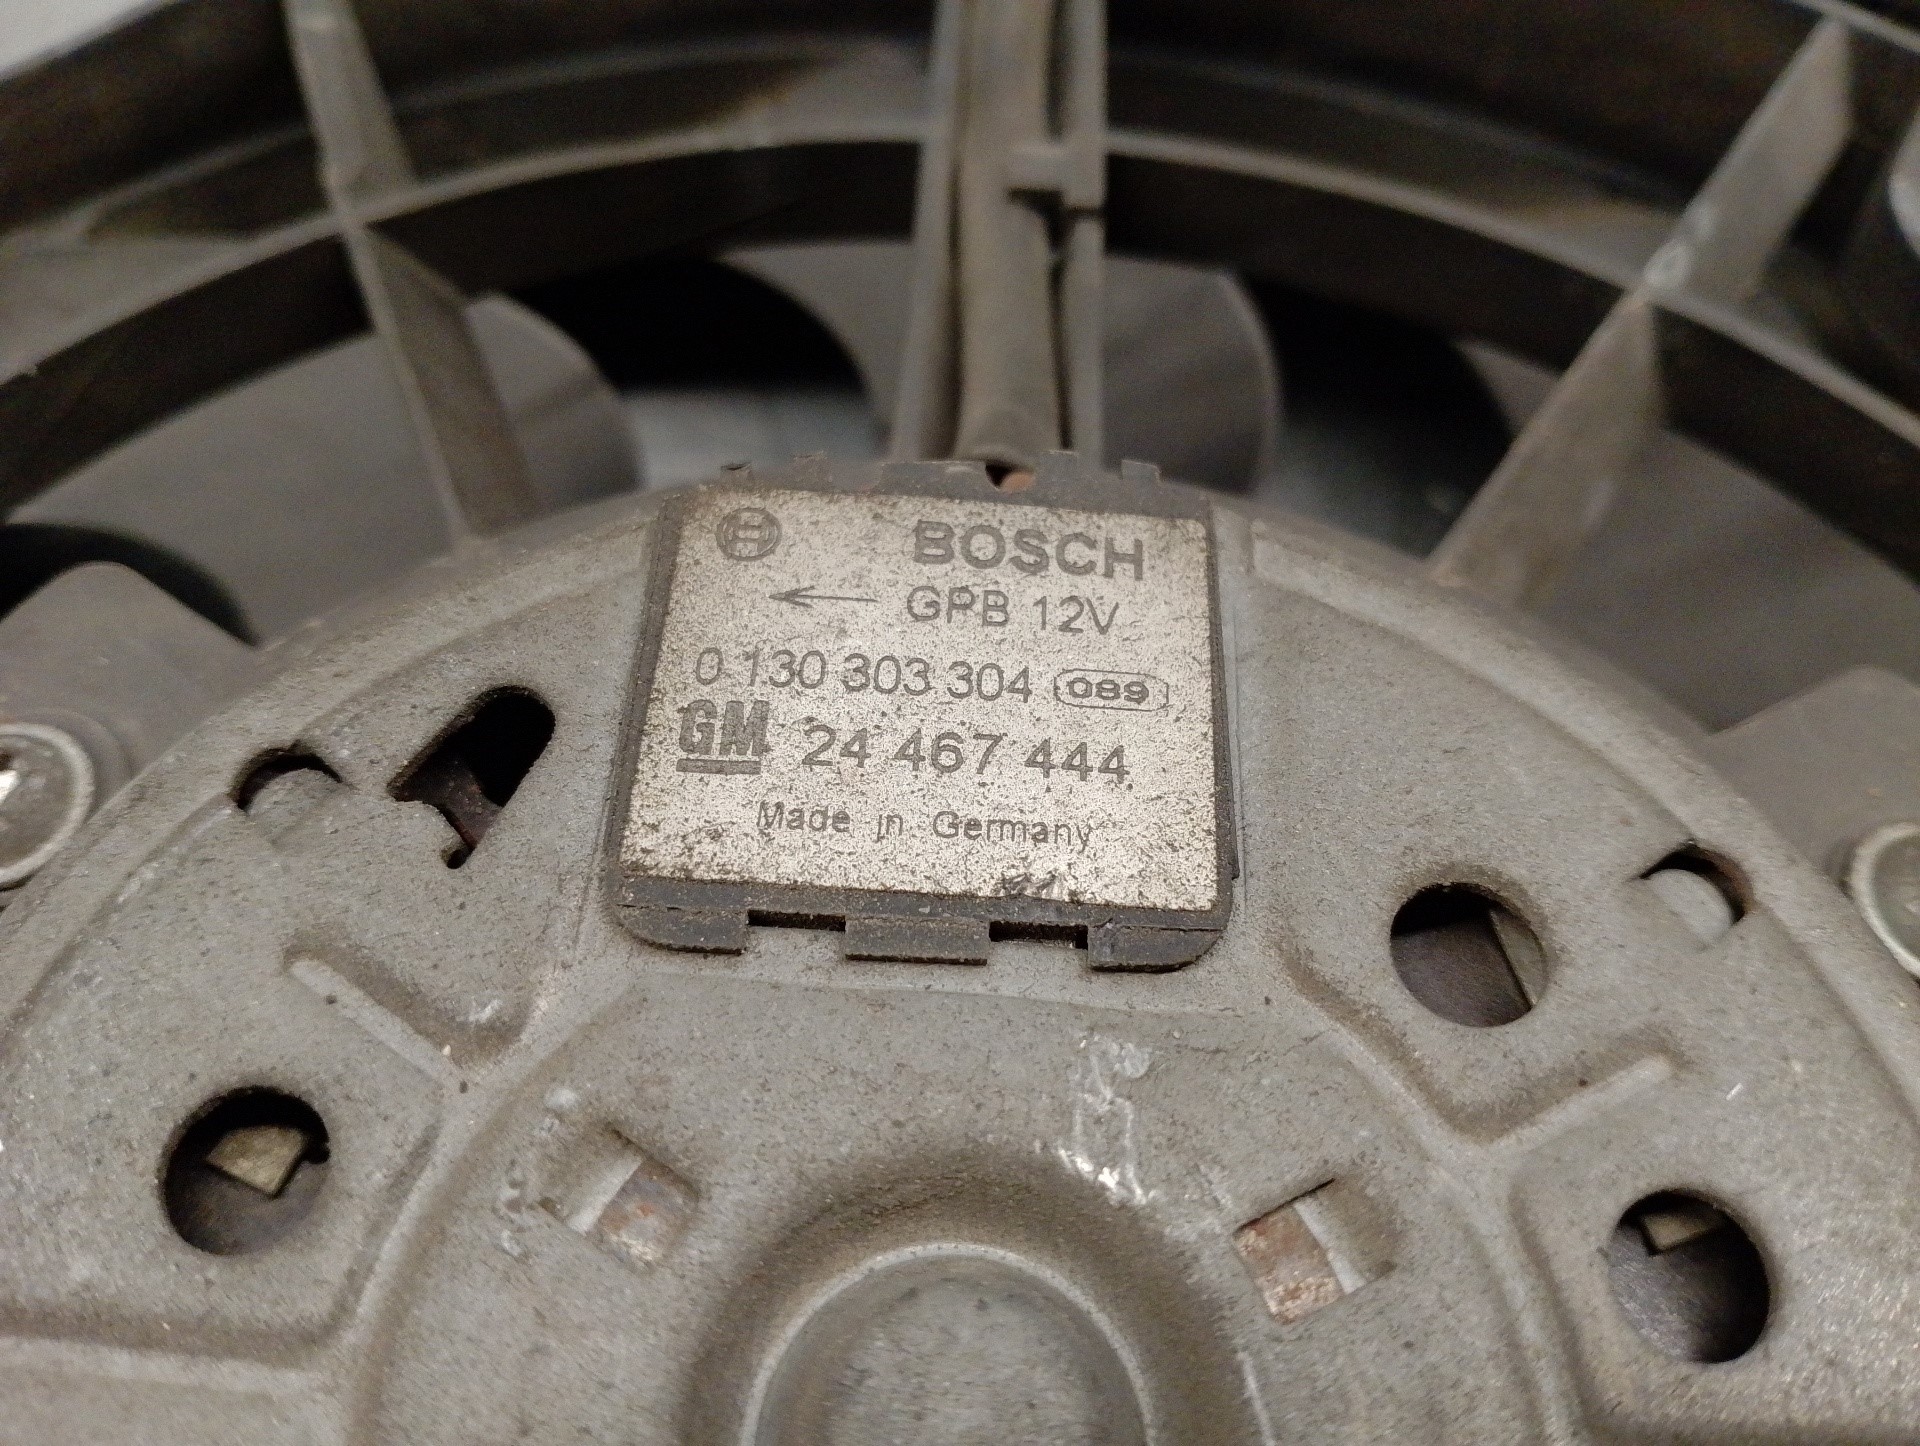 BOSCH
GPB 12V
0 130 303 304 089
GM 24 467 444
Made in Germany